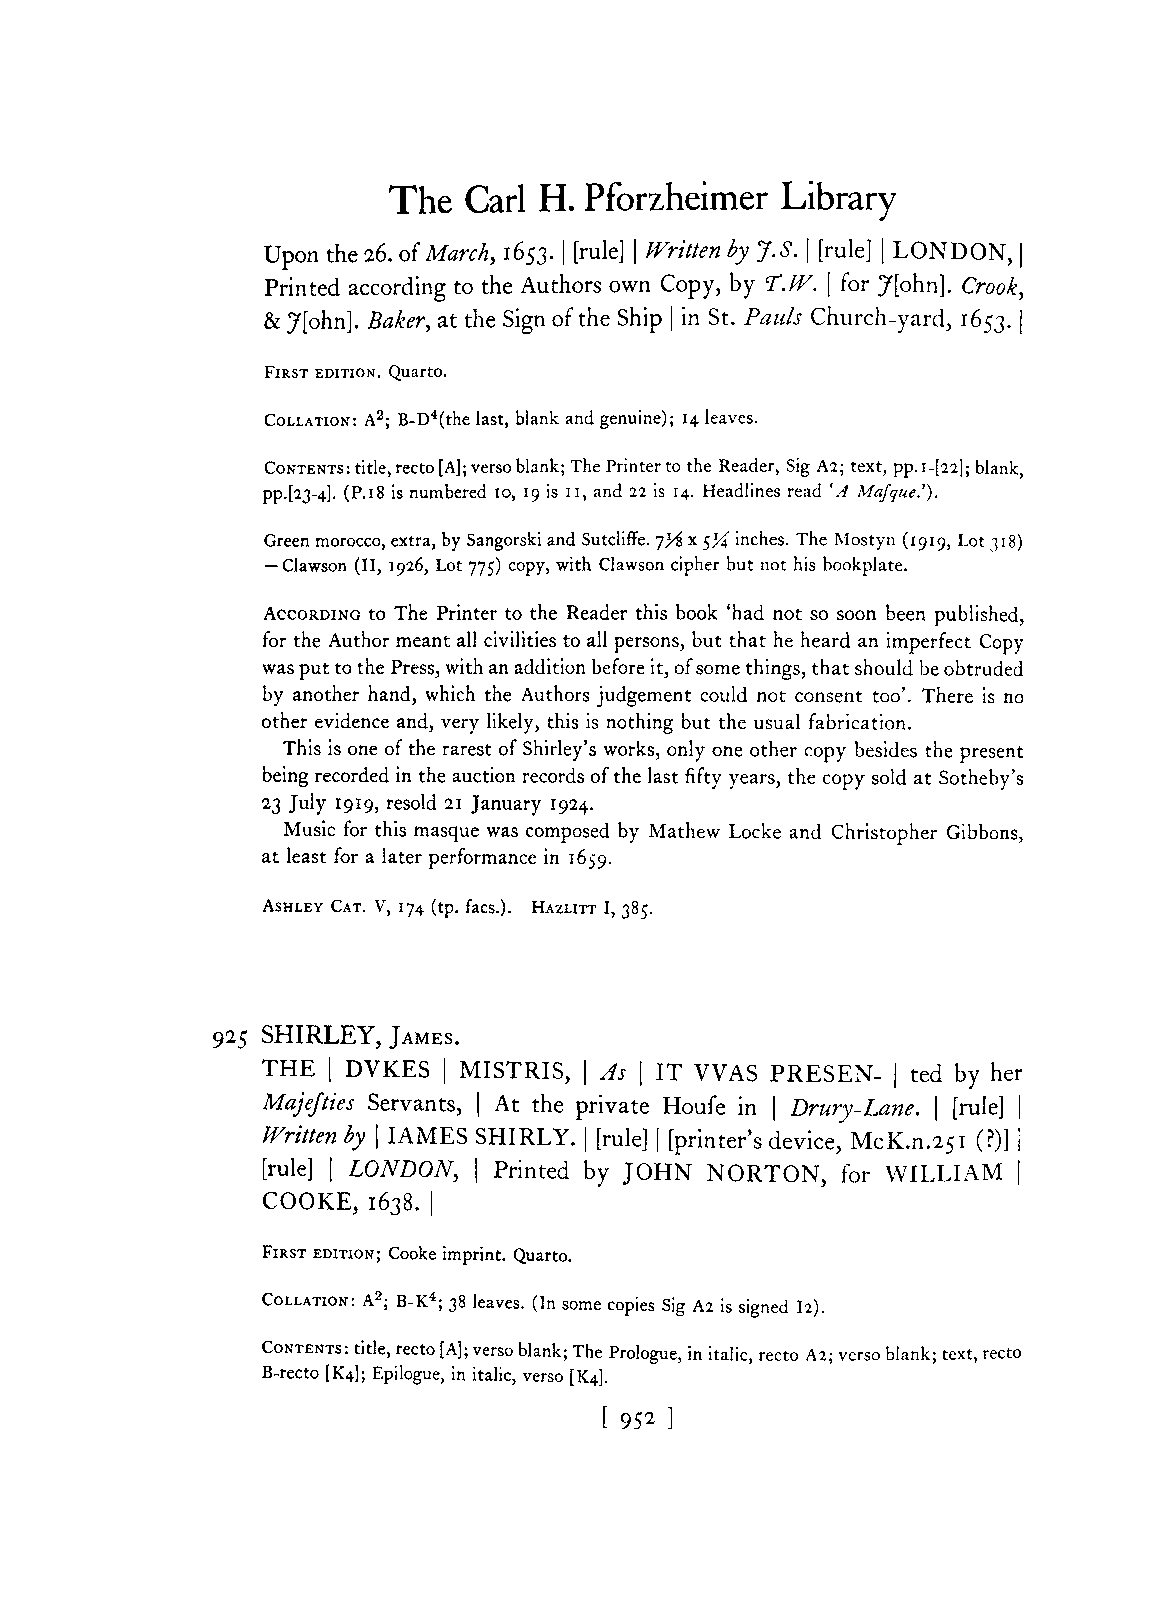 The Carl H. Pforzheimer Library
Upon the 26. of March, 1653. | [rule] | Written by J.S. | [rule] | LONDON, |
Printed according to the Authors own Copy, by T.W. | for J[ohn]. Crook,
& J[ohn]. Baker, at the Sign of the Ship | in St. Pauls Church-yard, 1653. |
FIRST EDITION. Quarto.
COLLATION: A²; B-D⁴(the last, blank and genuine); 14 leaves.
CONTENTS: title, recto [A]; verso blank; The Printer to the Reader, Sig A2; text, pp.1-[22]; blank,
pp.[23-4]. (P.18 is numbered 10, 19 is 11, and 22 is 14. Headlines read ‘A Maſque.’).
Green morocco, extra, by Sangorski and Sutcliffe. 7⅛ x 5¼ inches. The Mostyn (1919, Lot 318)
—Clawson (II, 1926, Lot 775) copy, with Clawson cipher but not his bookplate.
ACCORDING to The Printer to the Reader this book ‘had not so soon been published,
for the Author meant all civilities to all persons, but that he heard an imperfect Copy
was put to the Press, with an addition before it, of some things, that should be obtruded
by another hand, which the Authors judgement could not consent too’. There is no
other evidence and, very likely, this is nothing but the usual fabrication.
This is one of the rarest of Shirley’s works, only one other copy besides the present
being recorded in the auction records of the last fifty years, the copy sold at Sotheby’s
23 July 1919, resold 21 January 1924.
Music for this masque was composed by Mathew Locke and Christopher Gibbons,
at least for a later performance in 1659.
ASHLEY CAT. V, 174 (tp. facs.). HAZLITT I, 385.
925 SHIRLEY, JAMES.
THE | DVKES | MISTRIS, | As | IT VVAS PRESEN- | ted by her
Majeſties Servants, | At the private Houſe in | Drury-Lane. | [rule] |
Written by | IAMES SHIRLY. | [rule] | [printer’s device, McK.n.251 (?)] |
[rule] | LONDON, | Printed by JOHN NORTON, for WILLIAM |
COOKE, 1638. |
FIRST EDITION; Cooke imprint. Quarto.
COLLATION: A²; B-K⁴; 38 leaves. (In some copies Sig A2 is signed I2).
CONTENTS: title, recto [A]; verso blank; The Prologue, in italic, recto A2; verso blank; text, recto
B-recto [K4]; Epilogue, in italic, verso [K4].
[ 952 ]